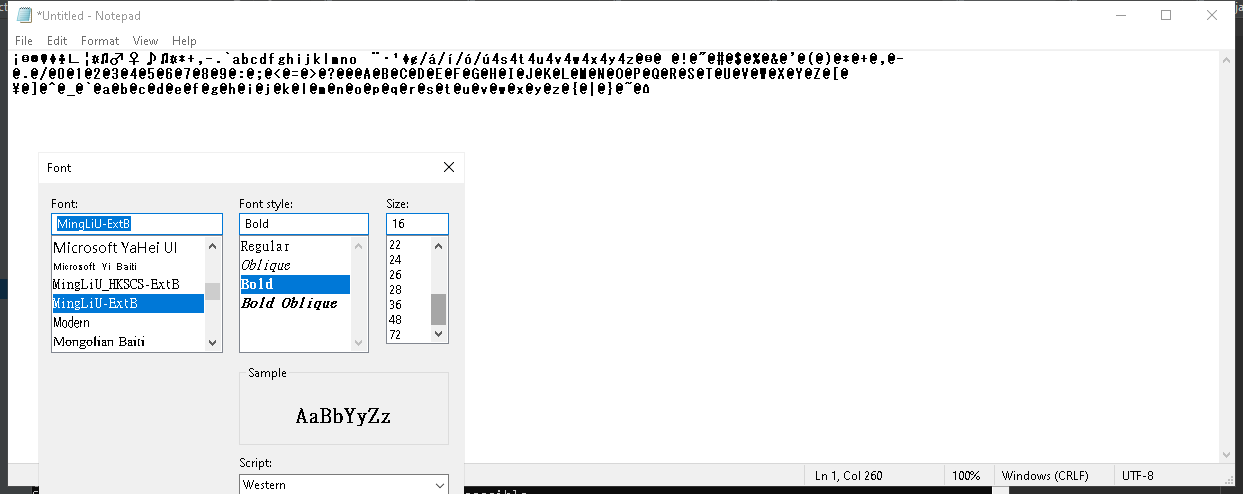 *Untitled - Notepad
File Edit Format View Help
¡¤¤♥♦♣∟¦¤♫♂♀♪♫¤*+,-.`abcdefghijklmno ¨·'♦¢/á/í/ó/ú4s4t4u4v4w4x4y4z@¤@ @!@~@#@$@%@&@'@(@)@*@+@,@-
@.@/@0@1@2@3@4@5@6@7@8@9@:@;@<@=@>@?@@@A@B@C@D@E@F@G@H@I@J@K@L@M@N@O@P@Q@R@S@T@U@V@W@X@Y@Z@[@
¥@]@^@_@`@a@b@c@d@e@f@g@h@i@j@k@l@m@n@o@p@q@r@s@t@u@v@w@x@y@z@{@|@}@~@⌂
Font
Font: Font style: Size:
MingLiU-ExtB Bold 16
Microsoft YaHei UI Regular 22
Microsoft Yi Baiti Oblique 24
MingLiU_HKSCS-ExtB Bold 26
MingLiU-ExtB Bold Oblique 28
Modern 36
Mongolian Baiti 48
72
Sample
AaBbYyZz
Script:
Western
Ln 1, Col 260 100% Windows (CRLF) UTF-8